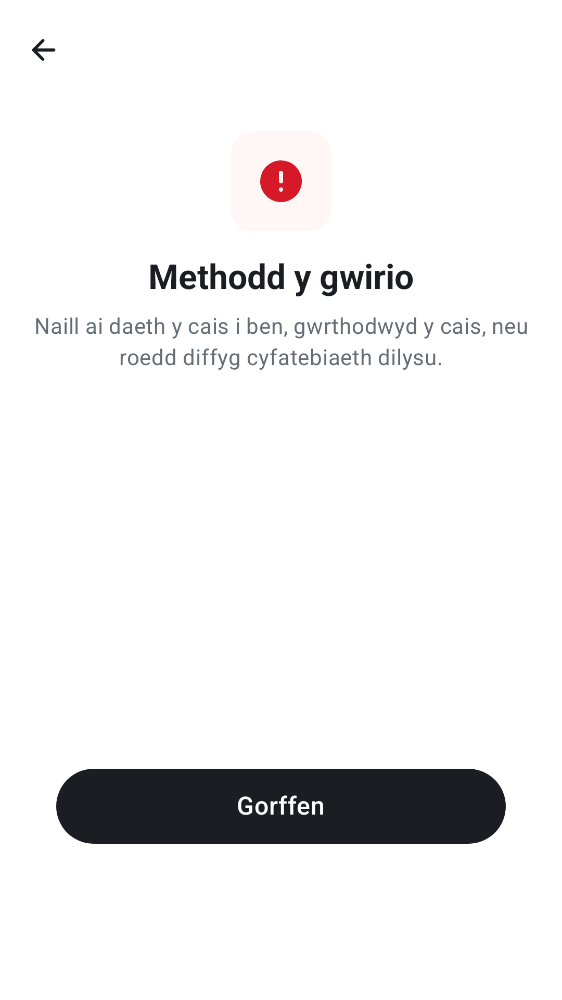 Methodd y gwirio
Naill ai daeth y cais i ben, gwrthodwyd y cais, neu
roedd diffyg cyfatebiaeth dilysu.
Gorffen